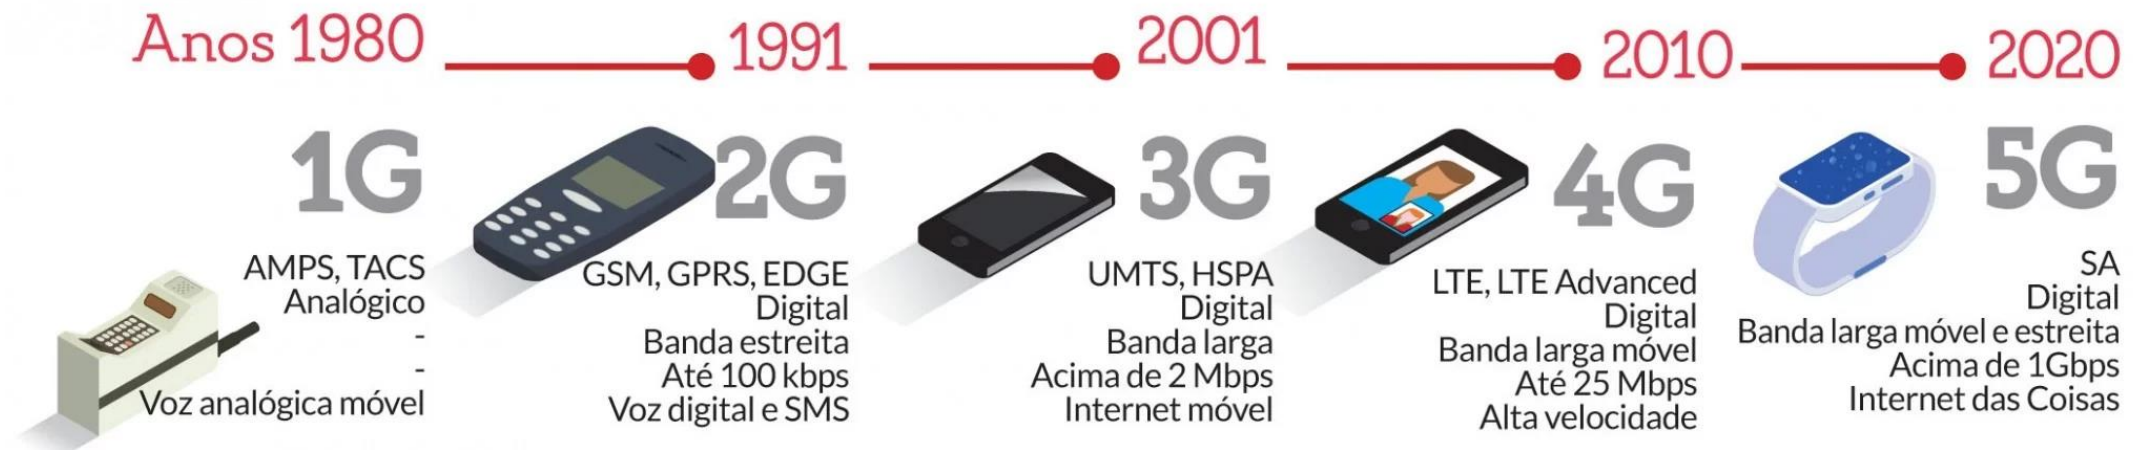 Anos 1980
1991
2001
2010
2020
1G
AMPS, TACS
Analógico
-
-
Voz analógica móvel
2G
GSM, GPRS, EDGE
Digital
Banda estreita
Até 100 kbps
Voz digital e SMS
3G
UMTS, HSPA
Digital
Banda larga
Acima de 2 Mbps
Internet móvel
4G
LTE, LTE Advanced
Digital
Banda larga móvel
Até 25 Mbps
Alta velocidade
5G
SA
Digital
Banda larga móvel e estreita
Acima de 1Gbps
Internet das Coisas